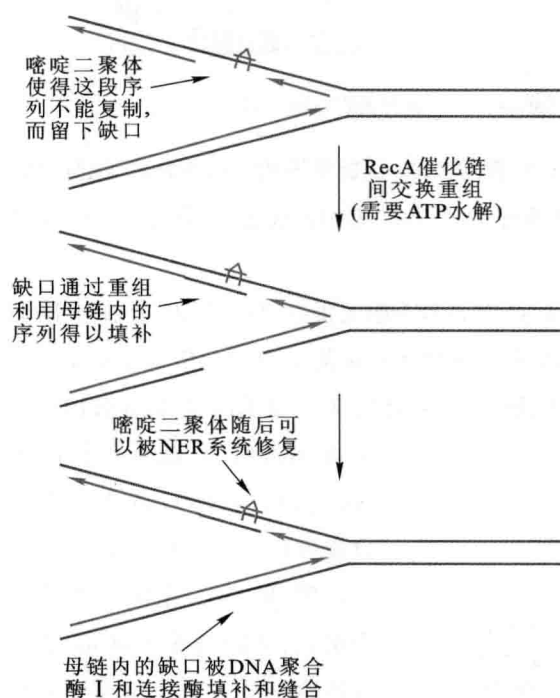 嘧啶二聚体
使得这段序
列不能复制,
而留下缺口
RecA催化链
间交换重组
(需要ATP水解)
缺口通过重组
利用母链内的
序列得以填补
嘧啶二聚体随后可
以被NER系统修复
母链内的缺口被DNA聚合
酶Ⅰ和连接酶填补和缝合